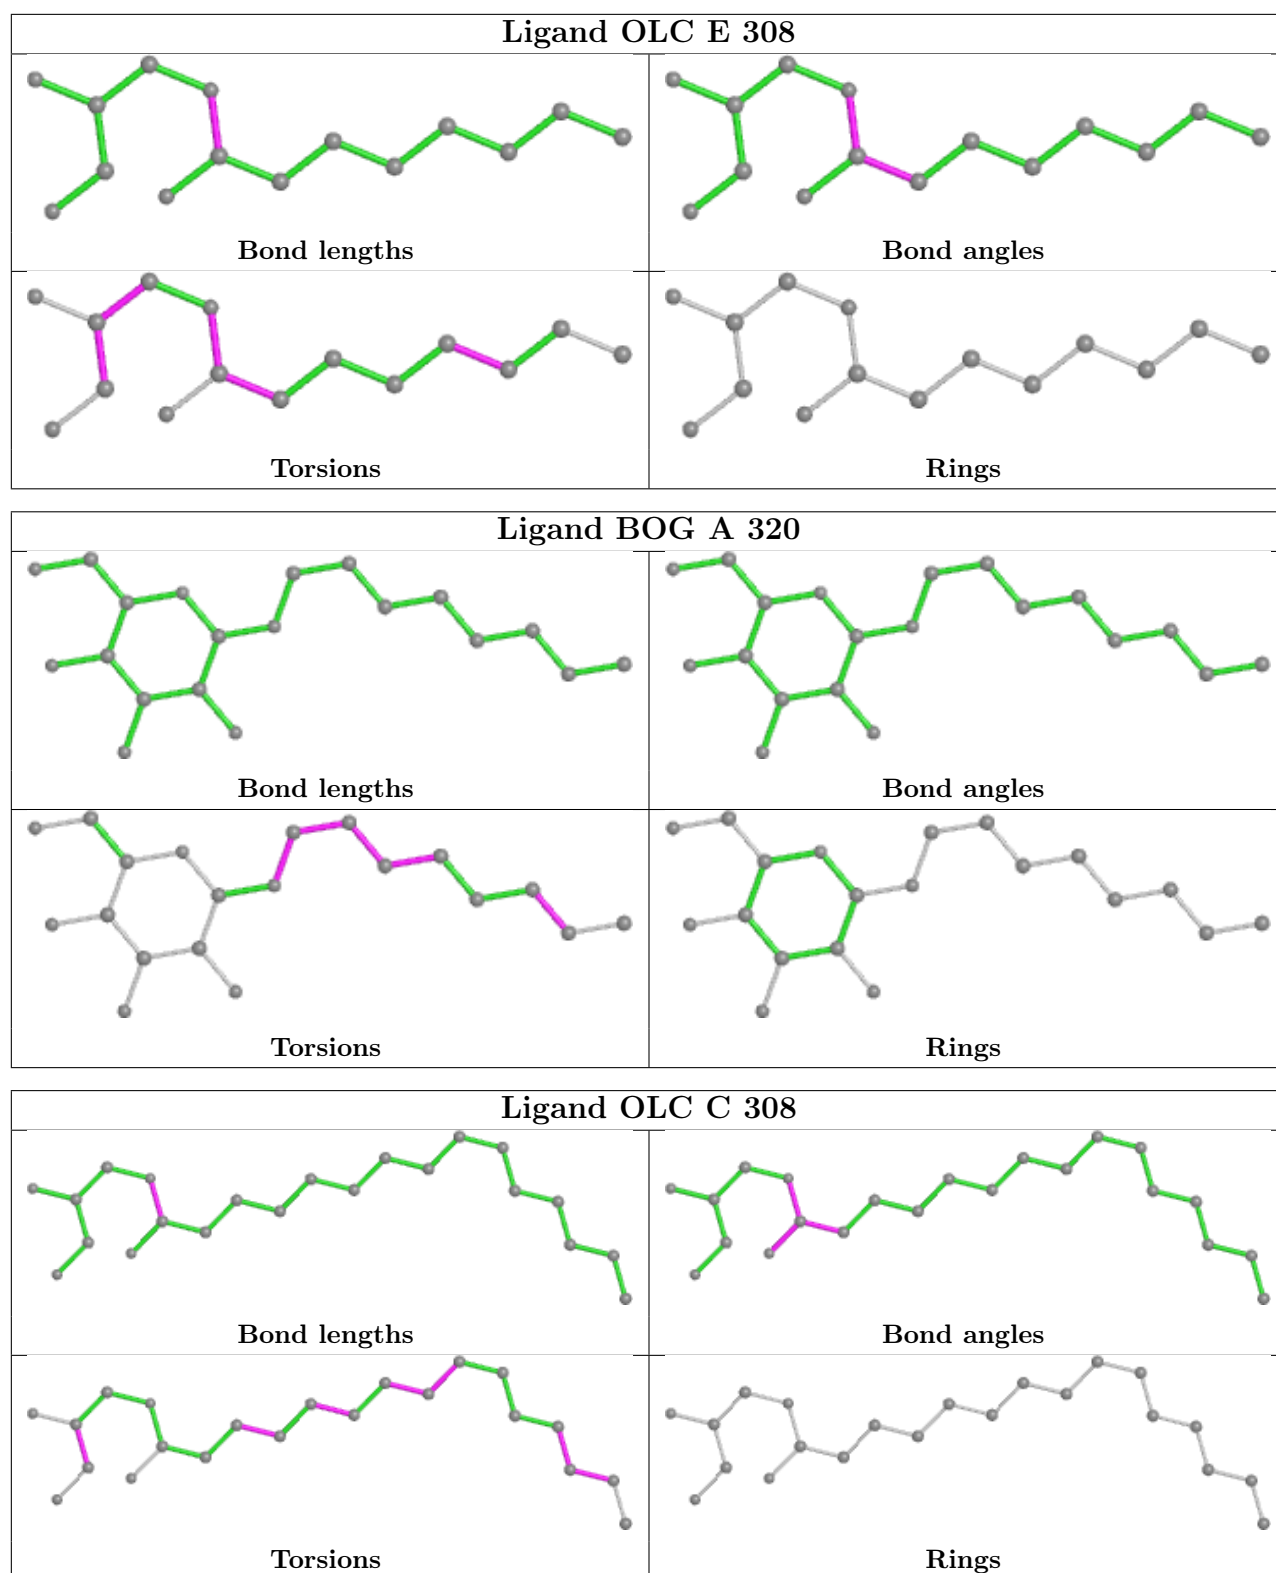 Ligand OLC E 308
Bond lengths
Bond angles
Torsions
Rings
Ligand BOG A 320
Bond lengths
Bond angles
Torsions
Rings
Ligand OLC C 308
Bond lengths
Bond angles
Torsions
Rings